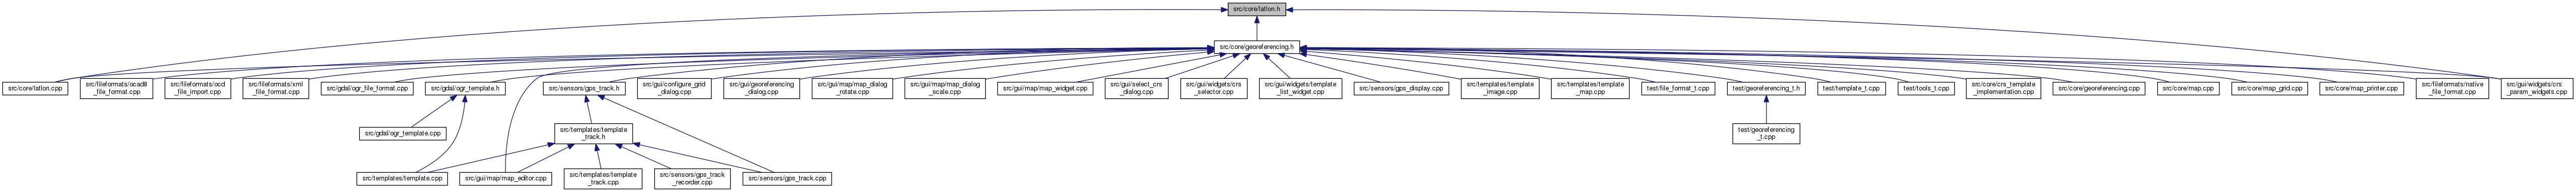 src/core/latlon.h
src/core/georeferencing.h
src/core/latlon.cpp
src/fileformats/ocad8
_file_format.cpp
src/fileformats/ocd
_file_import.cpp
src/fileformats/xml
_file_format.cpp
src/gdal/ogr_file_format.cpp
src/gdal/ogr_template.h
src/sensors/gps_track.h
src/gui/configure_grid
_dialog.cpp
src/gui/georeferencing
_dialog.cpp
src/gui/map/map_dialog
_rotate.cpp
src/gui/map/map_dialog
_scale.cpp
src/gui/map/map_widget.cpp
src/gui/select_crs
_dialog.cpp
src/gui/widgets/crs
_selector.cpp
src/gui/widgets/template
_list_widget.cpp
src/sensors/gps_display.cpp
src/templates/template
_image.cpp
src/templates/template
_map.cpp
test/file_format_t.cpp
test/georeferencing_t.h
test/template_t.cpp
test/tools_t.cpp
src/core/crs_template
_implementation.cpp
src/core/georeferencing.cpp
src/core/map.cpp
src/core/map_grid.cpp
src/core/map_printer.cpp
src/fileformats/native
_file_format.cpp
src/gui/widgets/crs
_param_widgets.cpp
src/gdal/ogr_template.cpp
src/templates/template
_track.h
test/georeferencing
_t.cpp
src/templates/template.cpp
src/gui/map/map_editor.cpp
src/templates/template
_track.cpp
src/sensors/gps_track
_recorder.cpp
src/sensors/gps_track.cpp